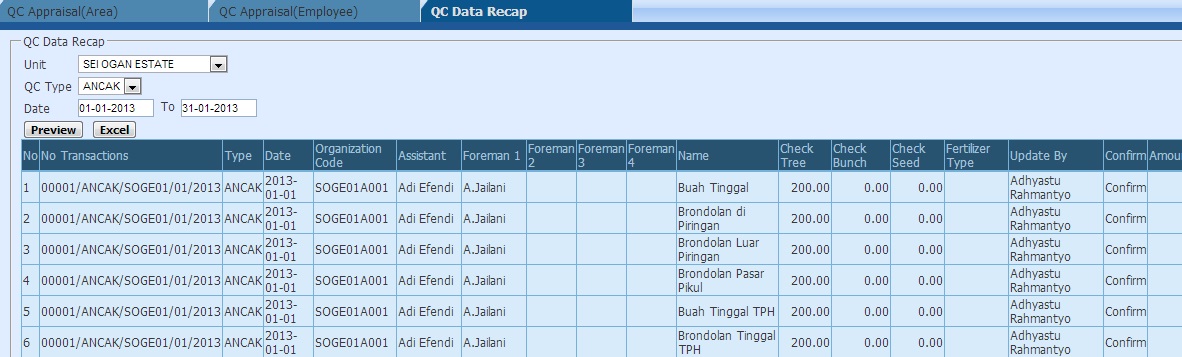 QC Appraisal(Area) QC Appraisal(Employee) QC Data Recap
QC Data Recap
Unit SEI OGAN ESTATE
QC Type ANCAK
Date 01-01-2013 To 31-01-2013
Preview Excel
No No Transactions Type Date Organization Code Assistant Foreman 1 Foreman 2 Foreman 3 Foreman 4 Name Check Tree Check Bunch Check Seed Fertilizer Type Update By Confirm Amou
1 00001/ANCAK/SOGE01/01/2013 ANCAK 2013-01-01 SOGE01A001 Adi Efendi A.Jailani Buah Tinggal 200.00 0.00 0.00 Adhyastu Rahmantyo Confirm
2 00001/ANCAK/SOGE01/01/2013 ANCAK 2013-01-01 SOGE01A001 Adi Efendi A.Jailani Brondolan di Piringan 200.00 0.00 0.00 Adhyastu Rahmantyo Confirm
3 00001/ANCAK/SOGE01/01/2013 ANCAK 2013-01-01 SOGE01A001 Adi Efendi A.Jailani Brondolan Luar Piringan 200.00 0.00 0.00 Adhyastu Rahmantyo Confirm
4 00001/ANCAK/SOGE01/01/2013 ANCAK 2013-01-01 SOGE01A001 Adi Efendi A.Jailani Brondolan Pasar Pikul 200.00 0.00 0.00 Adhyastu Rahmantyo Confirm
5 00001/ANCAK/SOGE01/01/2013 ANCAK 2013-01-01 SOGE01A001 Adi Efendi A.Jailani Buah Tinggal TPH 200.00 0.00 0.00 Adhyastu Rahmantyo Confirm
6 00001/ANCAK/SOGE01/01/2013 ANCAK 2013-01-01 SOGE01A001 Adi Efendi A.Jailani Brondolan Tinggal TPH 200.00 0.00 0.00 Adhyastu Rahmantyo Confirm